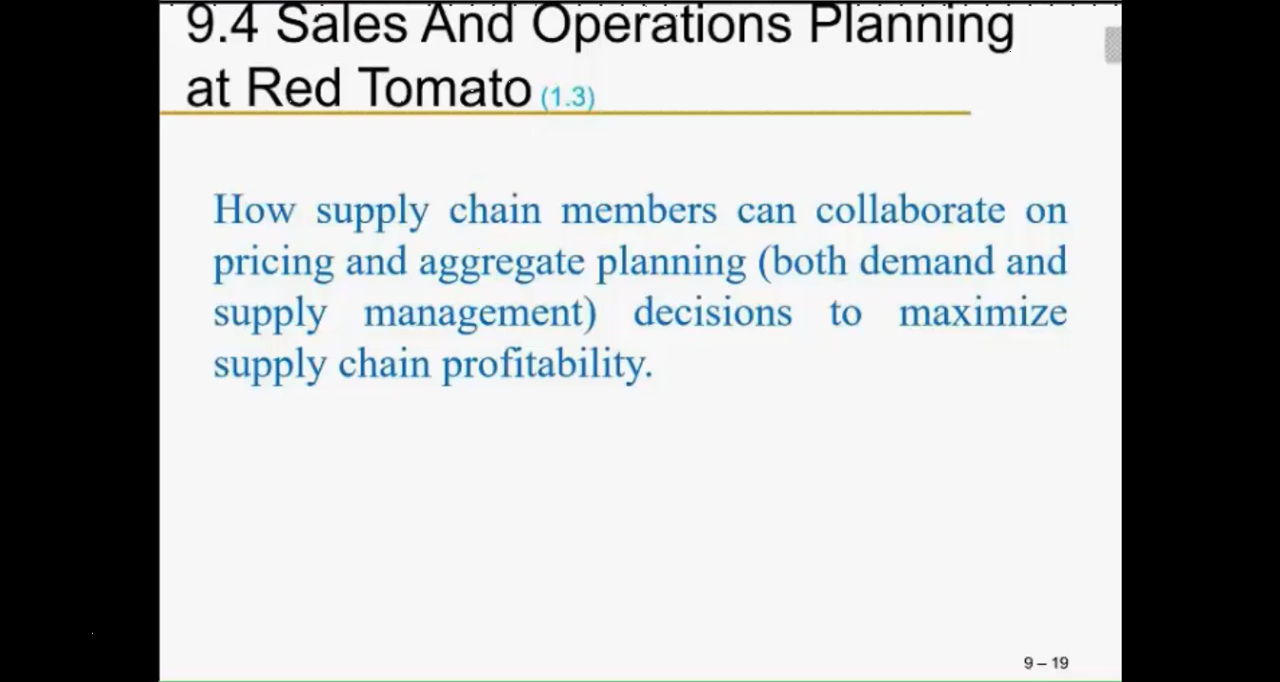 9.4 Sales And Operations Planning
at Red Tomato (1.3)
How supply chain members can collaborate on
pricing and aggregate planning (both demand and
supply management) decisions to maximize
supply chain profitability.
9 – 19